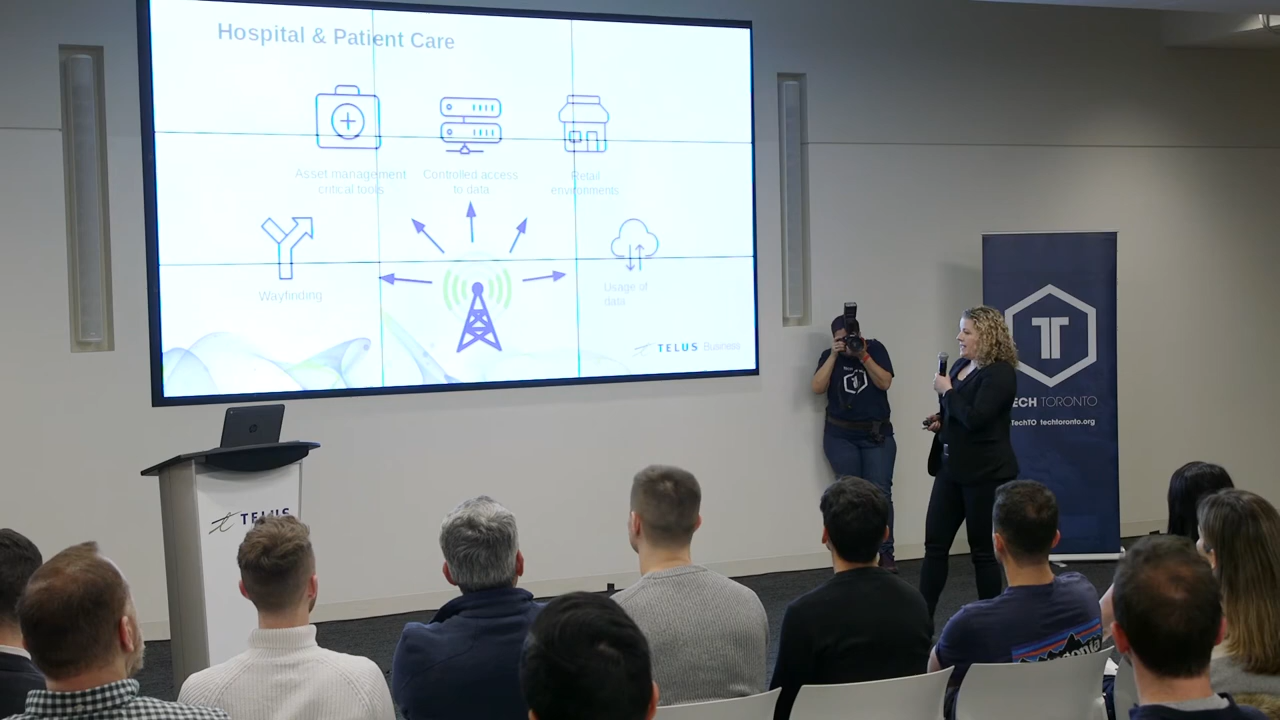 Hospital & Patient Care
Asset management
critical tools
Controlled access
to data
Retail
environments
Wayfinding
Usage of
data
TELUS Business
TELUS
TECH
T
ECH TORONTO
TechTO techtoronto.org